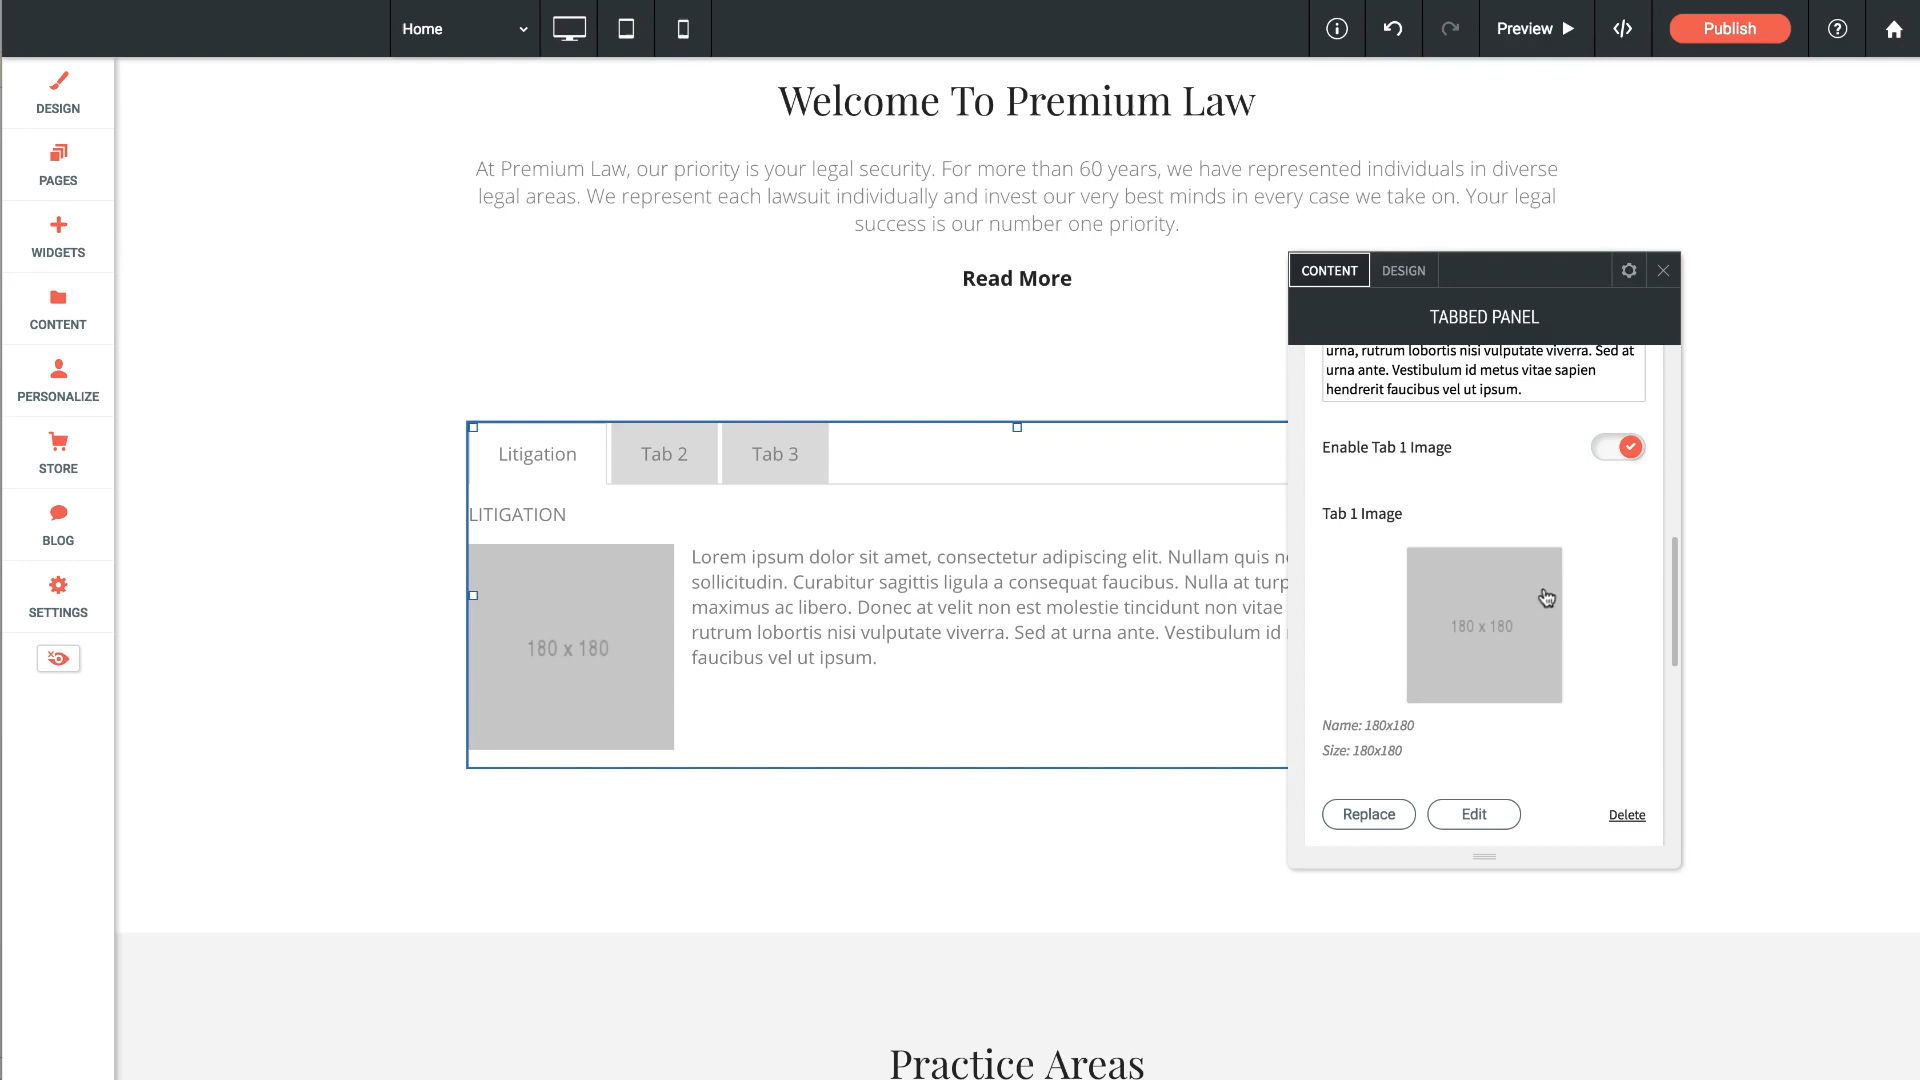 Home
Preview
Publish
DESIGN
PAGES
WIDGETS
CONTENT
PERSONALIZE
STORE
BLOG
SETTINGS
Welcome To Premium Law
At Premium Law, our priority is your legal security. For more than 60 years, we have represented individuals in diverse
legal areas. We represent each lawsuit individually and invest our very best minds in every case we take on. Your legal
success is our number one priority.
Read More
Litigation
Tab 2
Tab 3
LITIGATION
180 x 180
Lorem ipsum dolor sit amet, consectetur adipiscing elit. Nullam quis
sollicitudin. Curabitur sagittis ligula a consequat faucibus. Nulla at turp
maximus ac libero. Donec at velit non est molestie tincidunt non vitae
rutrum lobortis nisi vulputate viverra. Sed at urna ante. Vestibulum id
faucibus vel ut ipsum.
CONTENT
DESIGN
TABBED PANEL
urna, rutrum lobortis nisi vulputate viverra. Sed at
urna ante. Vestibulum id metus vitae sapien
hendrerit faucibus vel ut ipsum.
Enable Tab 1 Image
Tab 1 Image
180 x 180
Name: 180x180
Size: 180x180
Replace
Edit
Delete
Practice Areas